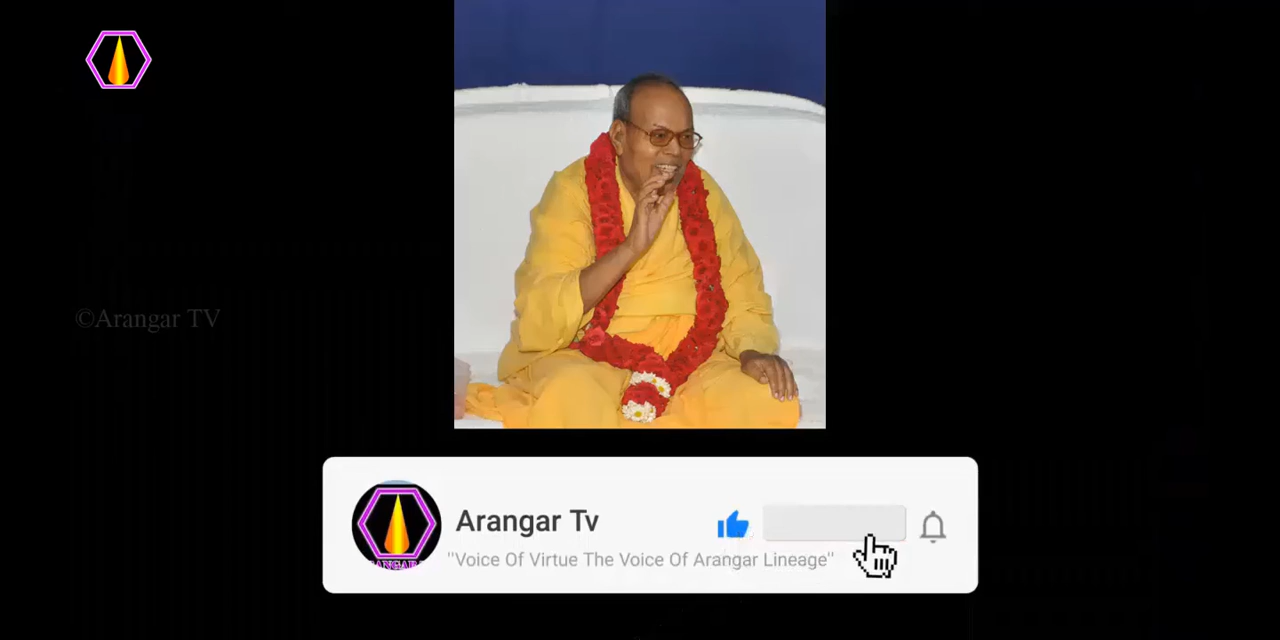 ©Arangar TV
Arangar Tv
"Voice Of Virtue The Voice Of Arangar Lineage"